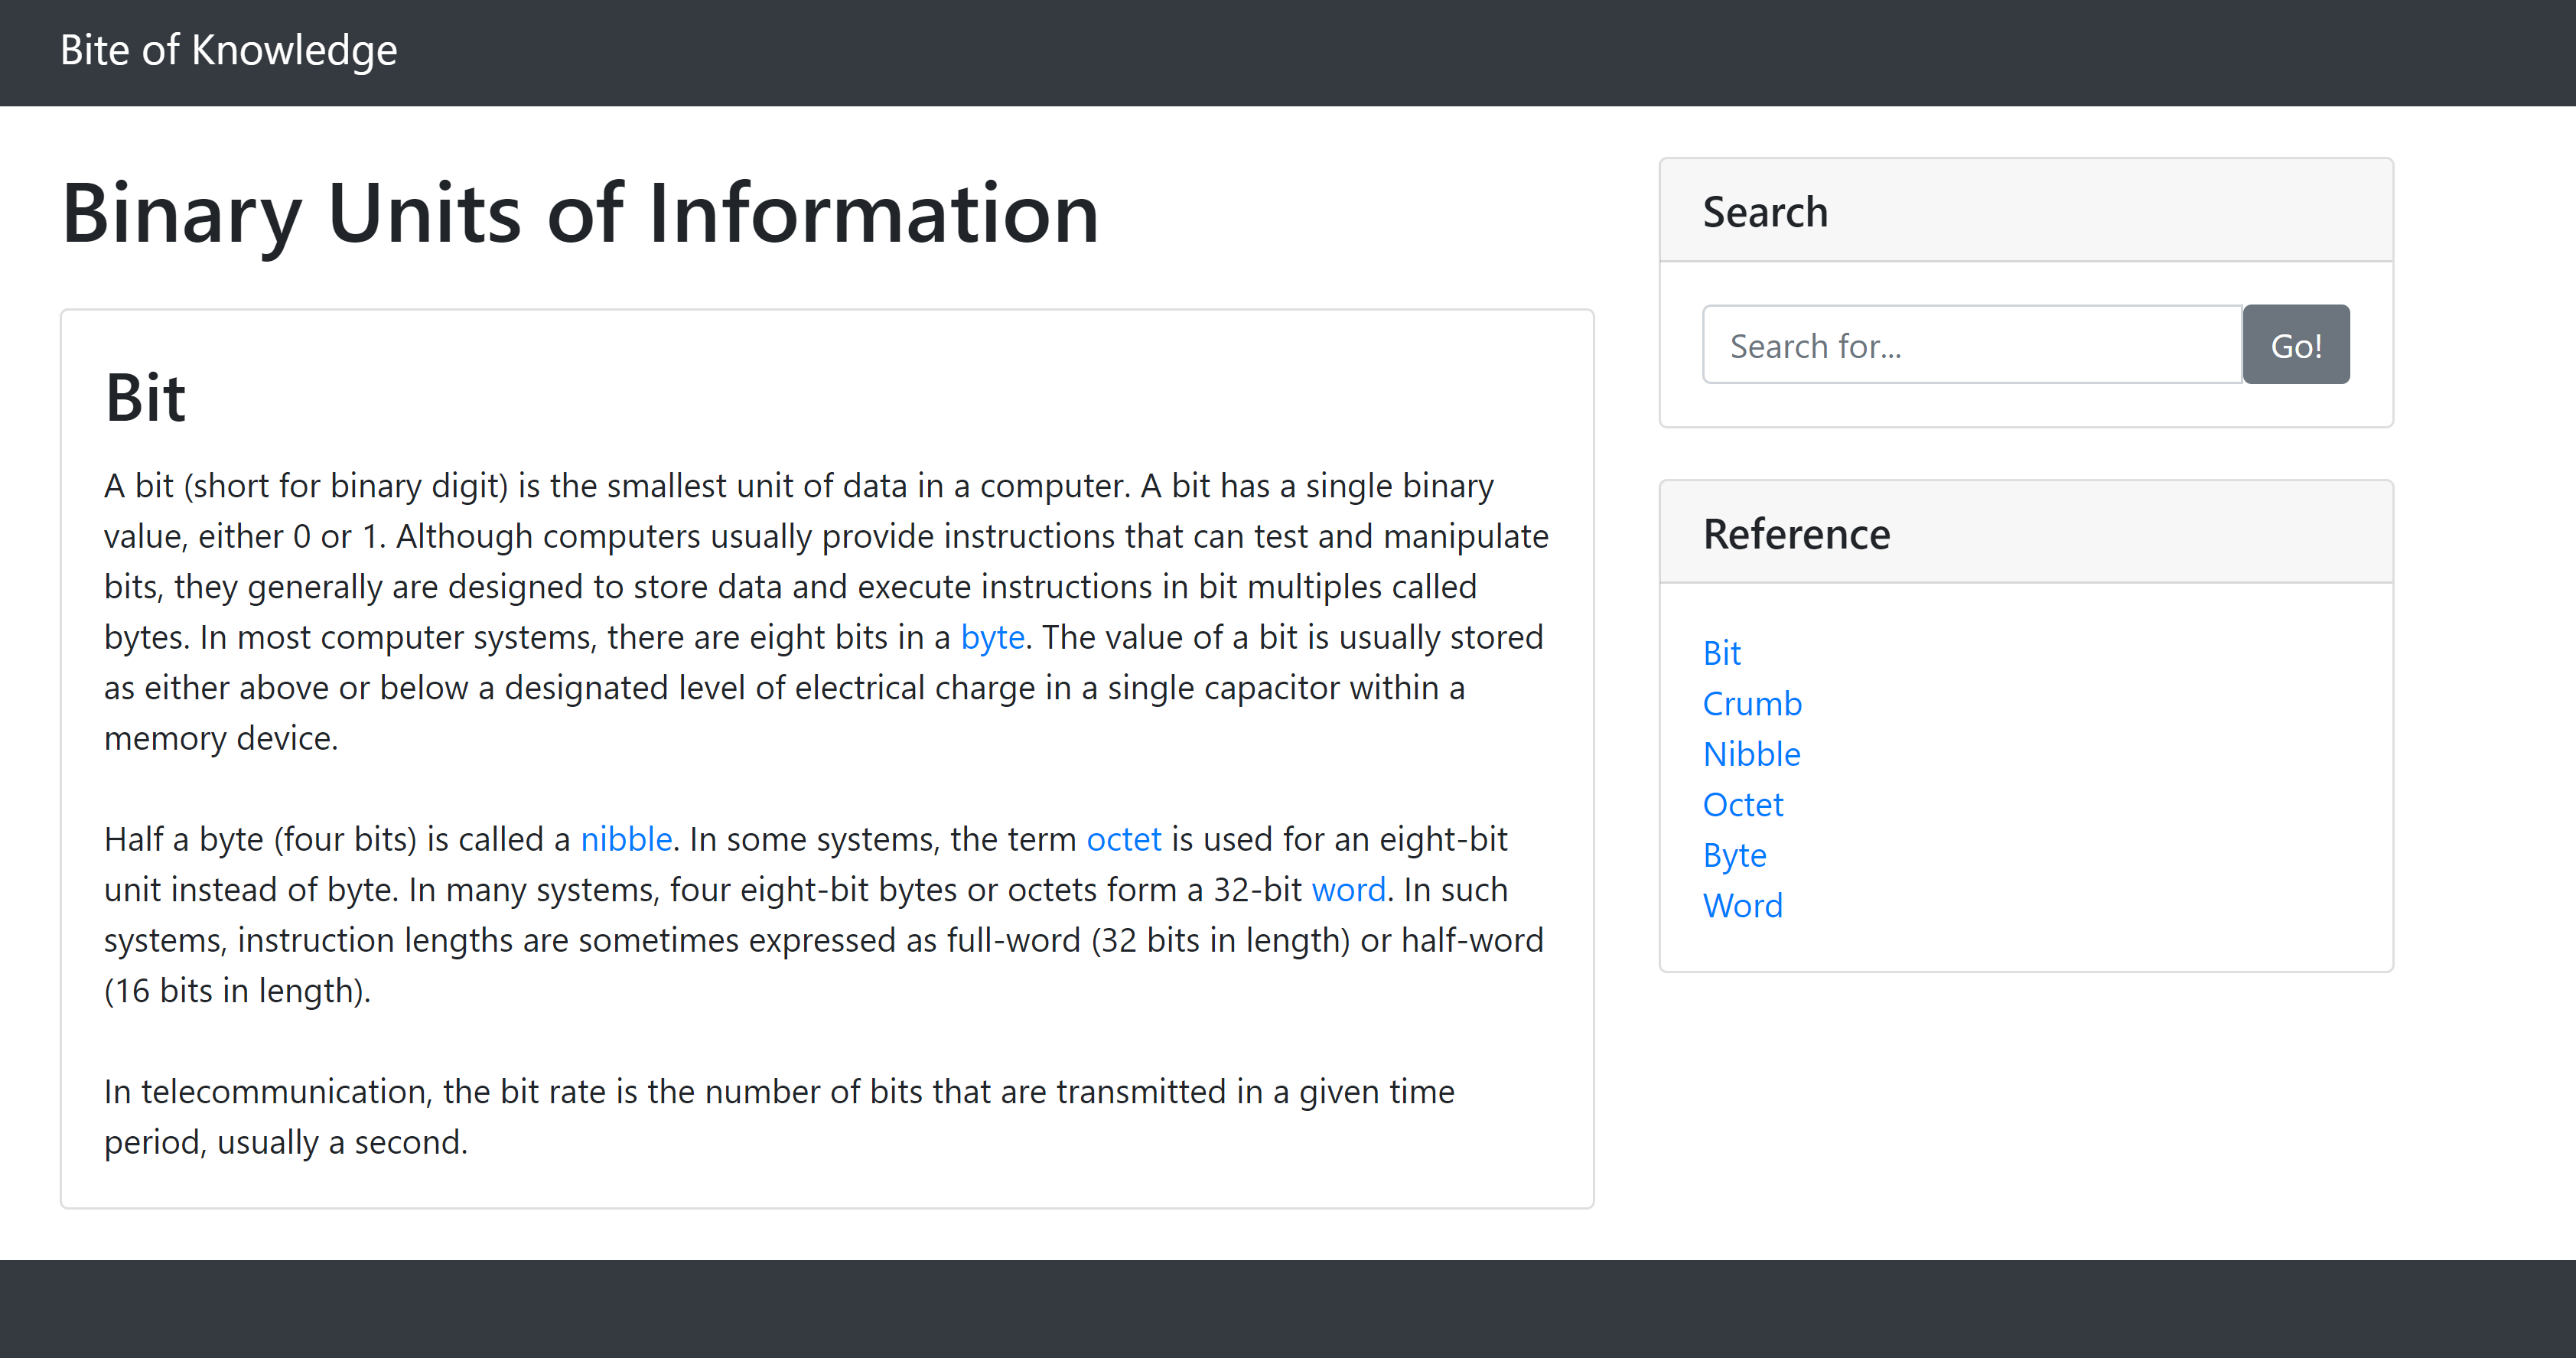 Bite of Knowledge
Binary Units of Information
Bit
A bit (short for binary digit) is the smallest unit of data in a computer. A bit has a single binary
value, either 0 or 1. Although computers usually provide instructions that can test and manipulate
bits, they generally are designed to store data and execute instructions in bit multiples called
bytes. In most computer systems, there are eight bits in a byte. The value of a bit is usually stored
as either above or below a designated level of electrical charge in a single capacitor within a
memory device.
Half a byte (four bits) is called a nibble. In some systems, the term octet is used for an eight-bit
unit instead of byte. In many systems, four eight-bit bytes or octets form a 32-bit word. In such
systems, instruction lengths are sometimes expressed as full-word (32 bits in length) or half-word
(16 bits in length).
In telecommunication, the bit rate is the number of bits that are transmitted in a given time
period, usually a second.
Search
Search for...
Go!
Reference
Bit
Crumb
Nibble
Octet
Byte
Word